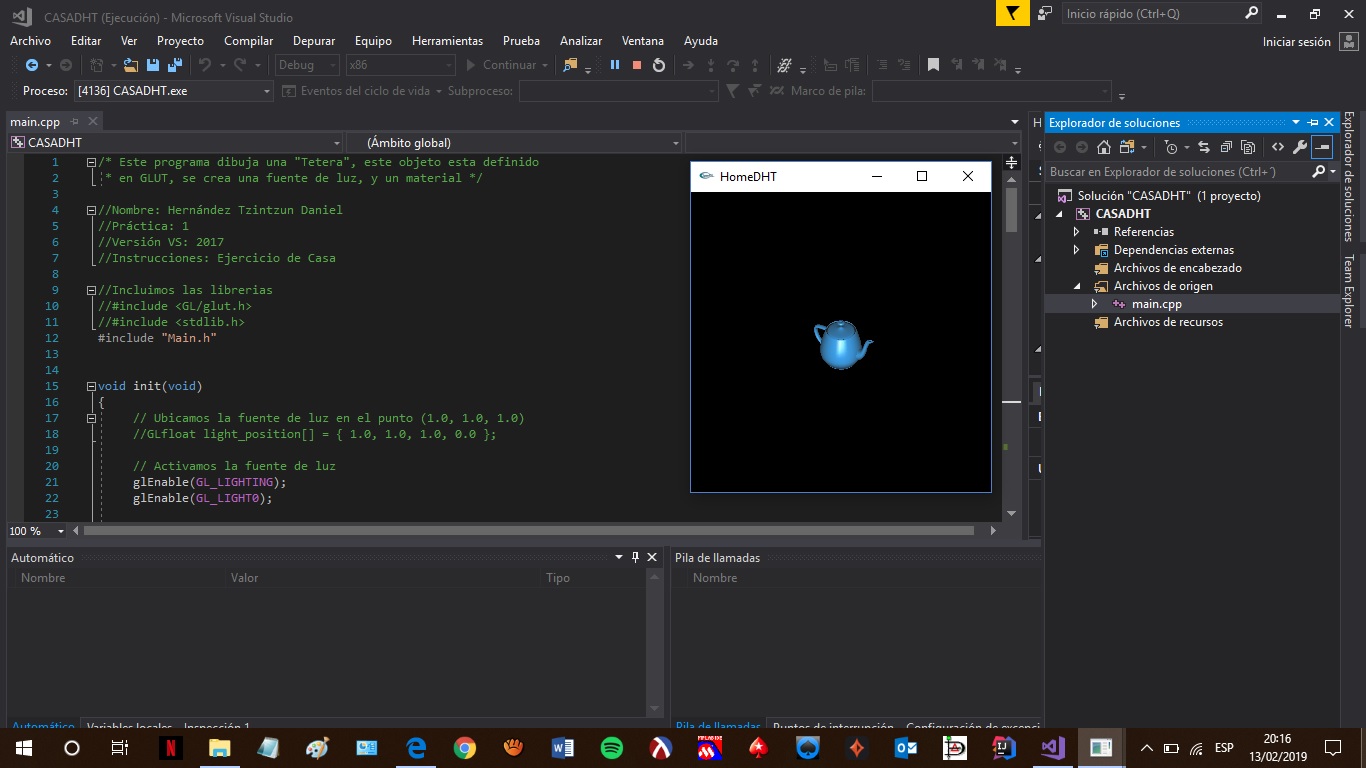 CASADHT (Ejecución) - Microsoft Visual Studio
Inicio rápido (Ctrl+Q)
Archivo Editar Ver Proyecto Compilar Depurar Equipo Herramientas Prueba Analizar Ventana Ayuda
Iniciar sesión
Debug x86 Continuar
Proceso: [4136] CASADHT.exe Eventos del ciclo de vida Subproceso: Marco de pila:
main.cpp
CASADHT (Ámbito global)
1 /* Este programa dibuja una "Tetera", este objeto esta definido
2 * en GLUT, se crea una fuente de luz, y un material */
3
4 //Nombre: Hernández Tzintzun Daniel
5 //Práctica: 1
6 //Versión VS: 2017
7 //Instrucciones: Ejercicio de Casa
8
9 //Incluimos las librerias
10 //#include <GL/glut.h>
11 //#include <stdlib.h>
12 #include "Main.h"
13
14
15 void init(void)
16 {
17 // Ubicamos la fuente de luz en el punto (1.0, 1.0, 1.0)
18 //GLfloat light_position[] = { 1.0, 1.0, 1.0, 0.0 };
19
20 // Activamos la fuente de luz
21 glEnable(GL_LIGHTING);
22 glEnable(GL_LIGHT0);
23
100 %
HomeDHT
Explorador de soluciones
Buscar en Explorador de soluciones (Ctrl+´)
Solución "CASADHT" (1 proyecto)
CASADHT
Referencias
Dependencias externas
Archivos de encabezado
Archivos de origen
main.cpp
Archivos de recursos
Explorador de soluciones
Team Explorer
Automático
Nombre Valor Tipo
Pila de llamadas
Nombre
Automático Variables locales Inspección 1
Pila de llamadas Puntos de interrupción Configuración de excepci
ESP
20:16
13/02/2019